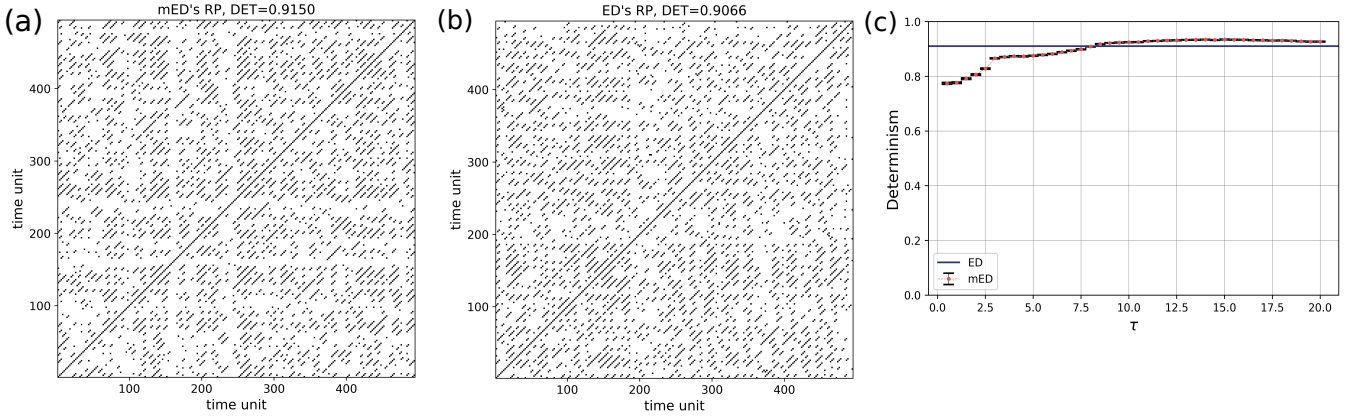 (a)
mED's RP, DET=0.9150
time unit
400
300
200
100
100 200 300 400
time unit
(b)
ED's RP, DET=0.9066
time unit
400
300
200
100
100 200 300 400
time unit
(c)
Determinism
1.0
0.8
0.6
0.4
0.2
0.0
ED
mED
0.0 2.5 5.0 7.5 10.0 12.5 15.0 17.5 20.0
τ